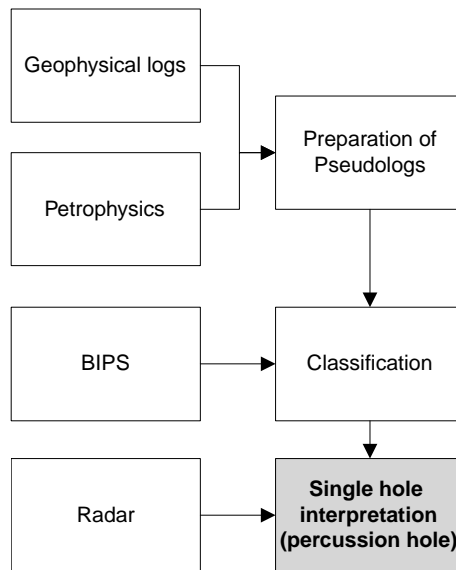 Geophysical logs
Preparation of
Pseudologs
Petrophysics
BIPS
Classification
Radar
Single hole
interpretation
(percussion hole)